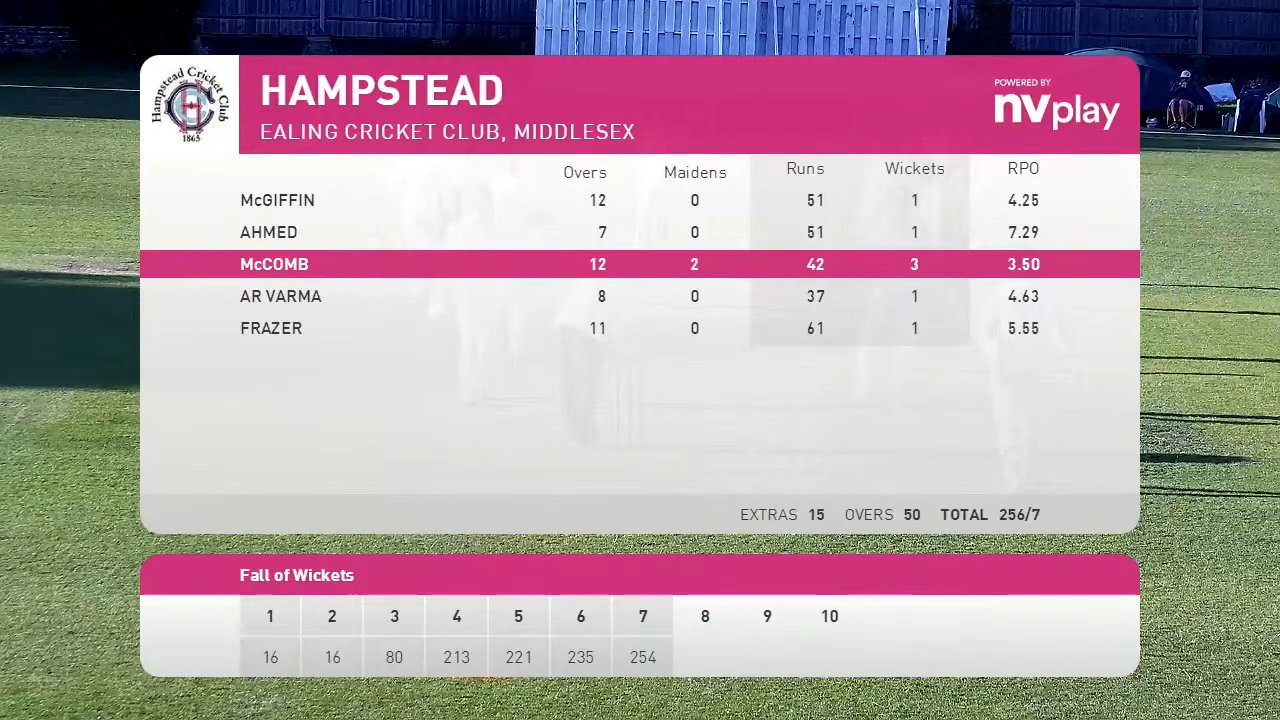 Hampstead Cricket Club
1865
HAMPSTEAD
EALING CRICKET CLUB, MIDDLESEX
POWERED BY
nvplay
Overs Maidens Runs Wickets RPO
McGIFFIN 12 0 51 1 4.25
AHMED 7 0 51 1 7.29
McCOMB 12 2 42 3 3.50
AR VARMA 8 0 37 1 4.63
FRAZER 11 0 61 1 5.55
EXTRAS 15 OVERS 50 TOTAL 256/7
Fall of Wickets
1 2 3 4 5 6 7 8 9 10
16 16 80 213 221 235 254